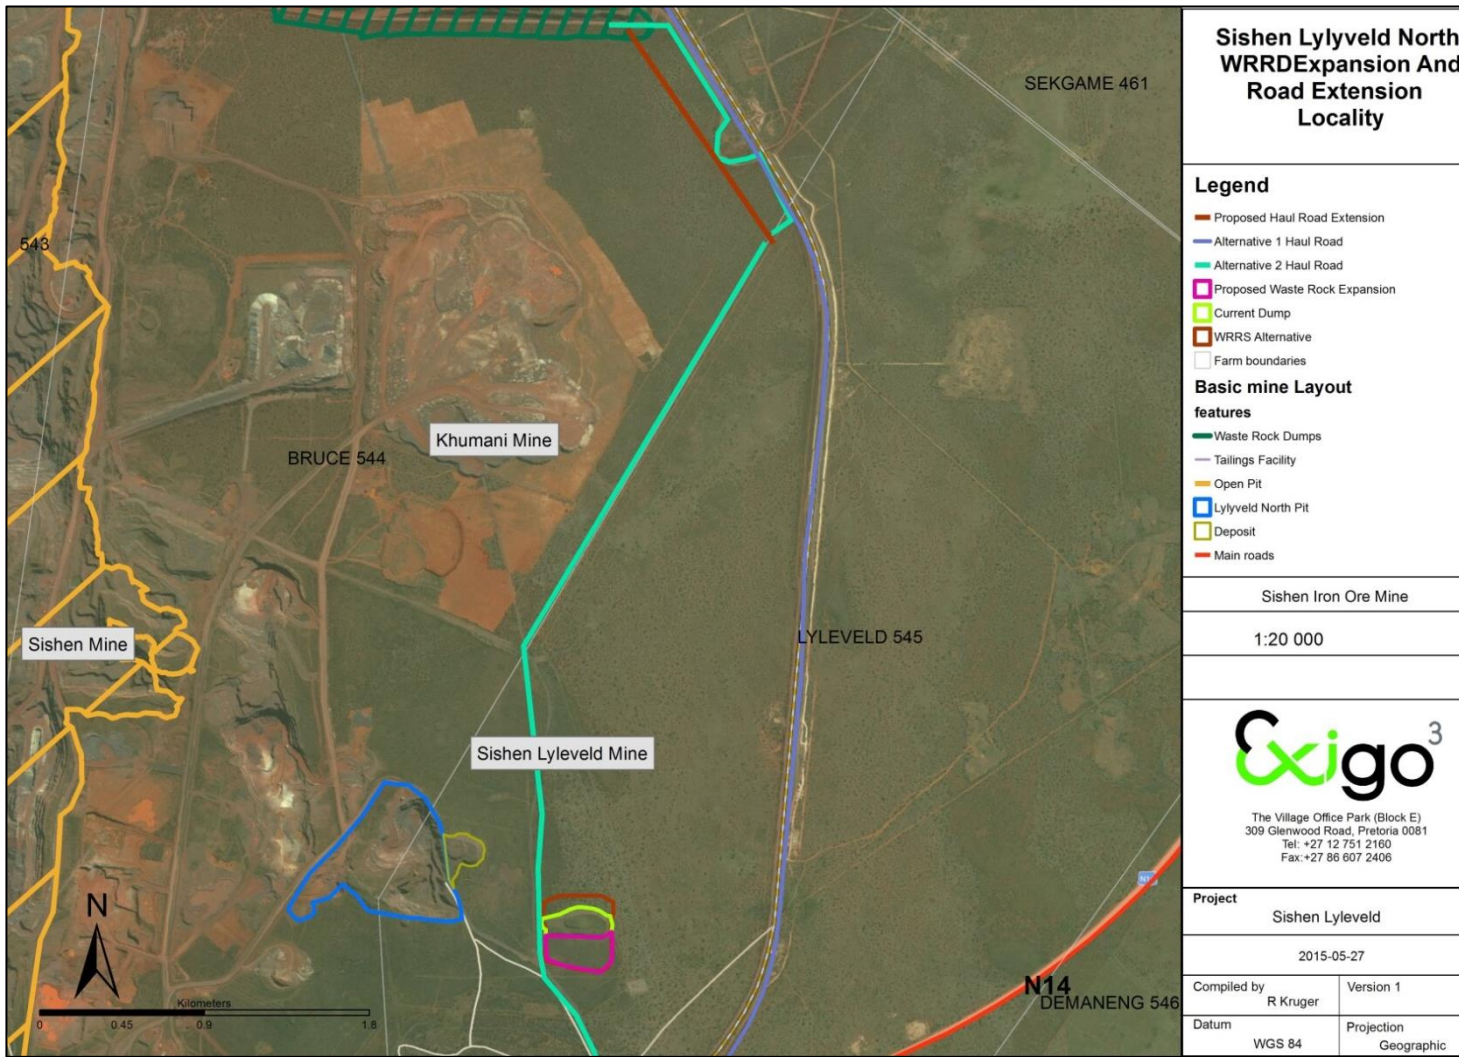 SEKGAME 461
543
Khumani Mine
BRUCE 544
Sishen Mine
LYLEVELD 545
Sishen Lyleveld Mine
N14
DEMANENG 546
N
Kilometers
0 0.45 0.9 1.8
Sishen Lylyveld North
WRRDExpansion And
Road Extension
Locality
Legend
Proposed Haul Road Extension
Alternative 1 Haul Road
Alternative 2 Haul Road
Proposed Waste Rock Expansion
Current Dump
WRRS Alternative
Farm boundaries
Basic mine Layout
features
Waste Rock Dumps
Tailings Facility
Open Pit
Lylyveld North Pit
Deposit
Main roads
Sishen Iron Ore Mine
1:20 000
Exigo3
The Village Office Park (Block E)
309 Glenwood Road, Pretoria 0081
Tel: +27 12 751 2160
Fax:+27 86 607 2406
Project
Sishen Lyleveld
2015-05-27
Compiled by
R Kruger
Version 1
Datum
WGS 84
Projection
Geographic